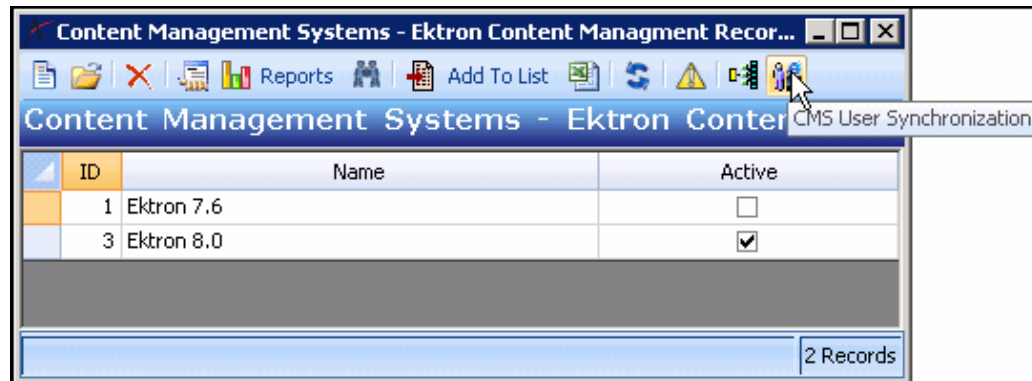 Content Management Systems - Ektron Content Managment Recor...
Reports Add To List
Content Management Systems - Ektron Conten
CMS User Synchronization
ID Name Active
1 Ektron 7.6
3 Ektron 8.0
2 Records